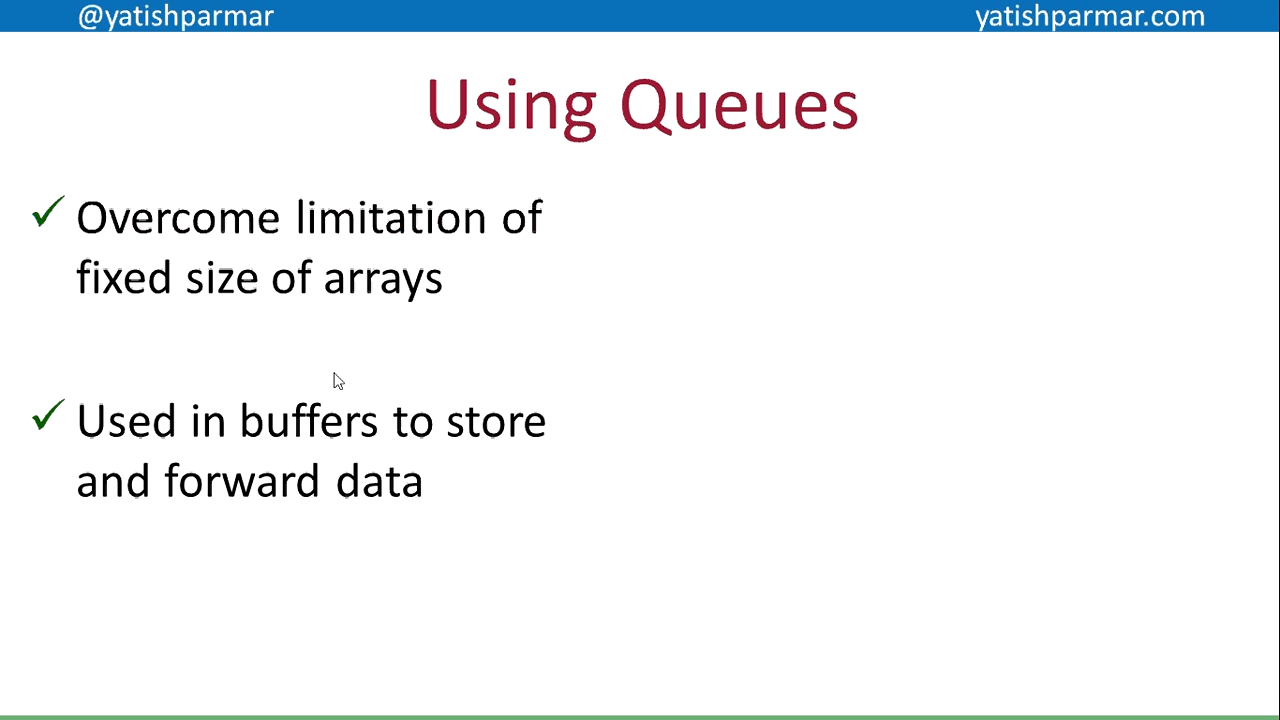 @yatishparmar
yatishparmar.com
Using Queues
Overcome limitation of
fixed size of arrays
Used in buffers to store
and forward data